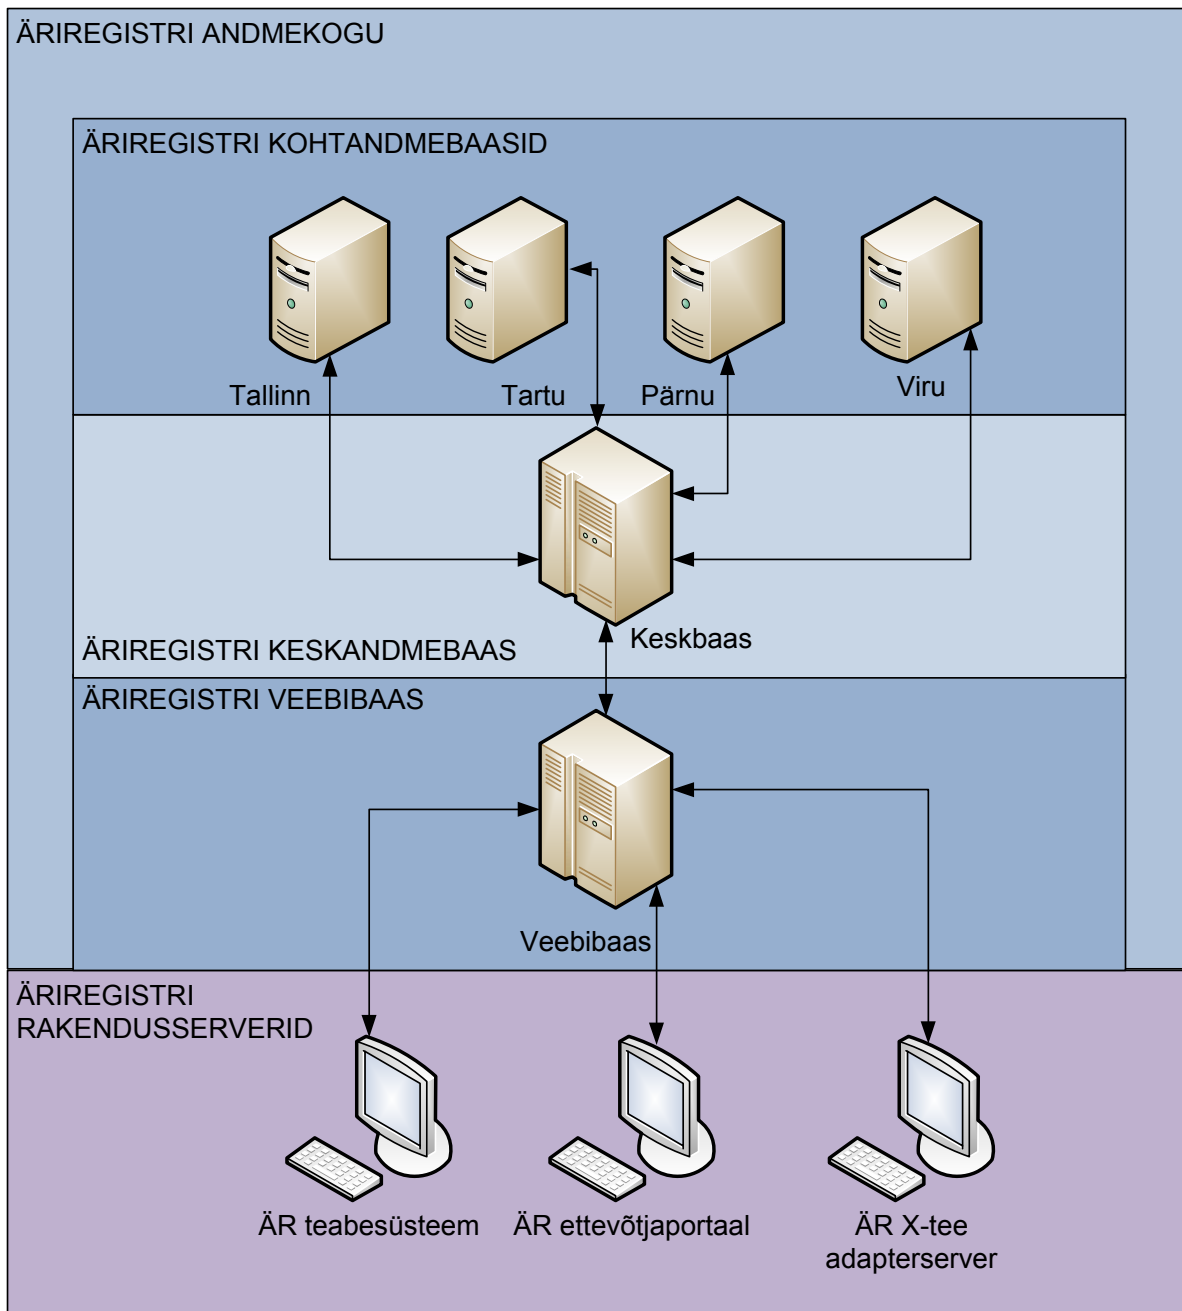 ÄRIREGISTRI ANDMEKOGU
ÄRIREGISTRI KOHTANDMEBAASID
Tallinn
Tartu
Pärnu
Viru
Keskbaas
ÄRIREGISTRI KESKANDMEBAAS
ÄRIREGISTRI VEEBIBAAS
Veebibaas
ÄRIREGISTRI
RAKENDUSSERVERID
ÄR teabesüsteem
ÄR ettevõtjaportaal
ÄR X-tee
adapterserver